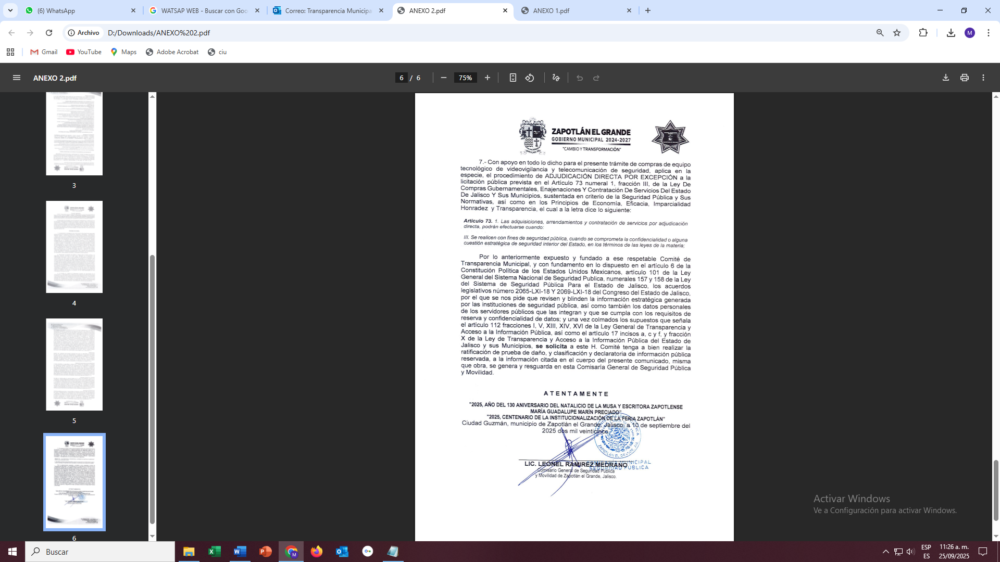 (6) WhatsApp
WATSAP WEB - Buscar con Goo
Correo: Transparencia Municipa
ANEXO 2.pdf
ANEXO 1.pdf
Archivo
D:/Downloads/ANEXO%202.pdf
M
Gmail
YouTube
Maps
Adobe Acrobat
ciu
ANEXO 2.pdf
6 / 6
75%
3
4
5
6
ZAPOTLÁN EL GRANDE
GOBIERNO MUNICIPAL 2024-2027
"CAMBIO Y TRANSFORMACIÓN"
7.- Con apoyo en todo lo dicho para el presente trámite de compras de equipo
tecnológico de videovigilancia y telecomunicación de seguridad, aplica en la
especie, el procedimiento de ADJUDICACIÓN DIRECTA POR EXCEPCIÓN a la
licitación pública prevista en el Artículo 73 numeral 1, fracción III, de la Ley De
Compras Gubernamentales, Enajenaciones Y Contratación De Servicios Del Estado
De Jalisco Y Sus Municipios, sustentada en criterio de la Seguridad Pública y Sus
Normativas, así como en los Principios de Economía, Eficacia, Imparcialidad
Honradez y Transparencia, el cual a la letra dice lo siguiente:
Artículo 73. 1. Las adquisiciones, arrendamientos y contratación de servicios por adjudicación
directa, podrán efectuarse cuando:
III. Se realicen con fines de seguridad pública, cuando se comprometa la confidencialidad o alguna
cuestión estratégica de seguridad interior del Estado, en los términos de las leyes de la materia;
Por lo anteriormente expuesto y fundado a ese respetable Comité de
Transparencia Municipal, y con fundamento en lo dispuesto en el artículo 6 de la
Constitución Política de los Estados Unidos Mexicanos, artículo 101 de la Ley
General del Sistema Nacional de Seguridad Publica, numerales 157 y 158 de la Ley
del Sistema de Seguridad Pública Para el Estado de Jalisco, los acuerdos
legislativos número 2065-LXI-18 Y 2069-LXI-18 del Congreso del Estado de Jalisco,
por el que se nos pide que revisen y blinden la información estratégica generada
por las instituciones de seguridad pública, así como también los datos personales
de los servidores públicos que las integran y que se cumpla con los requisitos de
reserva y confidencialidad de datos; y una vez colmados los supuestos que señala
el artículo 112 fracciones I, V, XIII, XIV, XVI de la Ley General de Transparencia y
Acceso a la Información Pública, así como el artículo 17 incisos a, c y f, y fracción
X de la Ley de Transparencia y Acceso a la Información Pública del Estado de
Jalisco y sus Municipios, se solicita a este H. Comité tenga a bien realizar la
ratificación de prueba de daño, y clasificación y declaratoria de información pública
reservada, a la información citada en el cuerpo del presente comunicado, misma
que obra, se genera y resguarda en esta Comisaría General de Seguridad Pública
y Movilidad.
ATENTAMENTE
"2025, AÑO DEL 130 ANIVERSARIO DEL NATALICIO DE LA MUSA Y ESCRITORA ZAPOTLENSE
MARÍA GUADALUPE MARÍN PRECIADO"
"2025, CENTENARIO DE LA INSTITUCIONALIZACIÓN DE LA FERIA ZAPOTLÁN"
Ciudad Guzmán, municipio de Zapotlán el Grande, Jalisco, a 10 de septiembre del
2025 dos mil veinticinco
ZAPOTLÁN EL GRANDE, JAL.
LIC. LEONEL RAMIREZ MEDRANO
COMISARÍA MUNICIPAL
SEGURIDAD PÚBLICA
Comisario General de Seguridad Pública
y Movilidad de Zapotlán el Grande, Jalisco.
Activar Windows
Ve a Configuración para activar Windows.
Buscar
ESP
ES
11:26 a. m.
25/09/2025